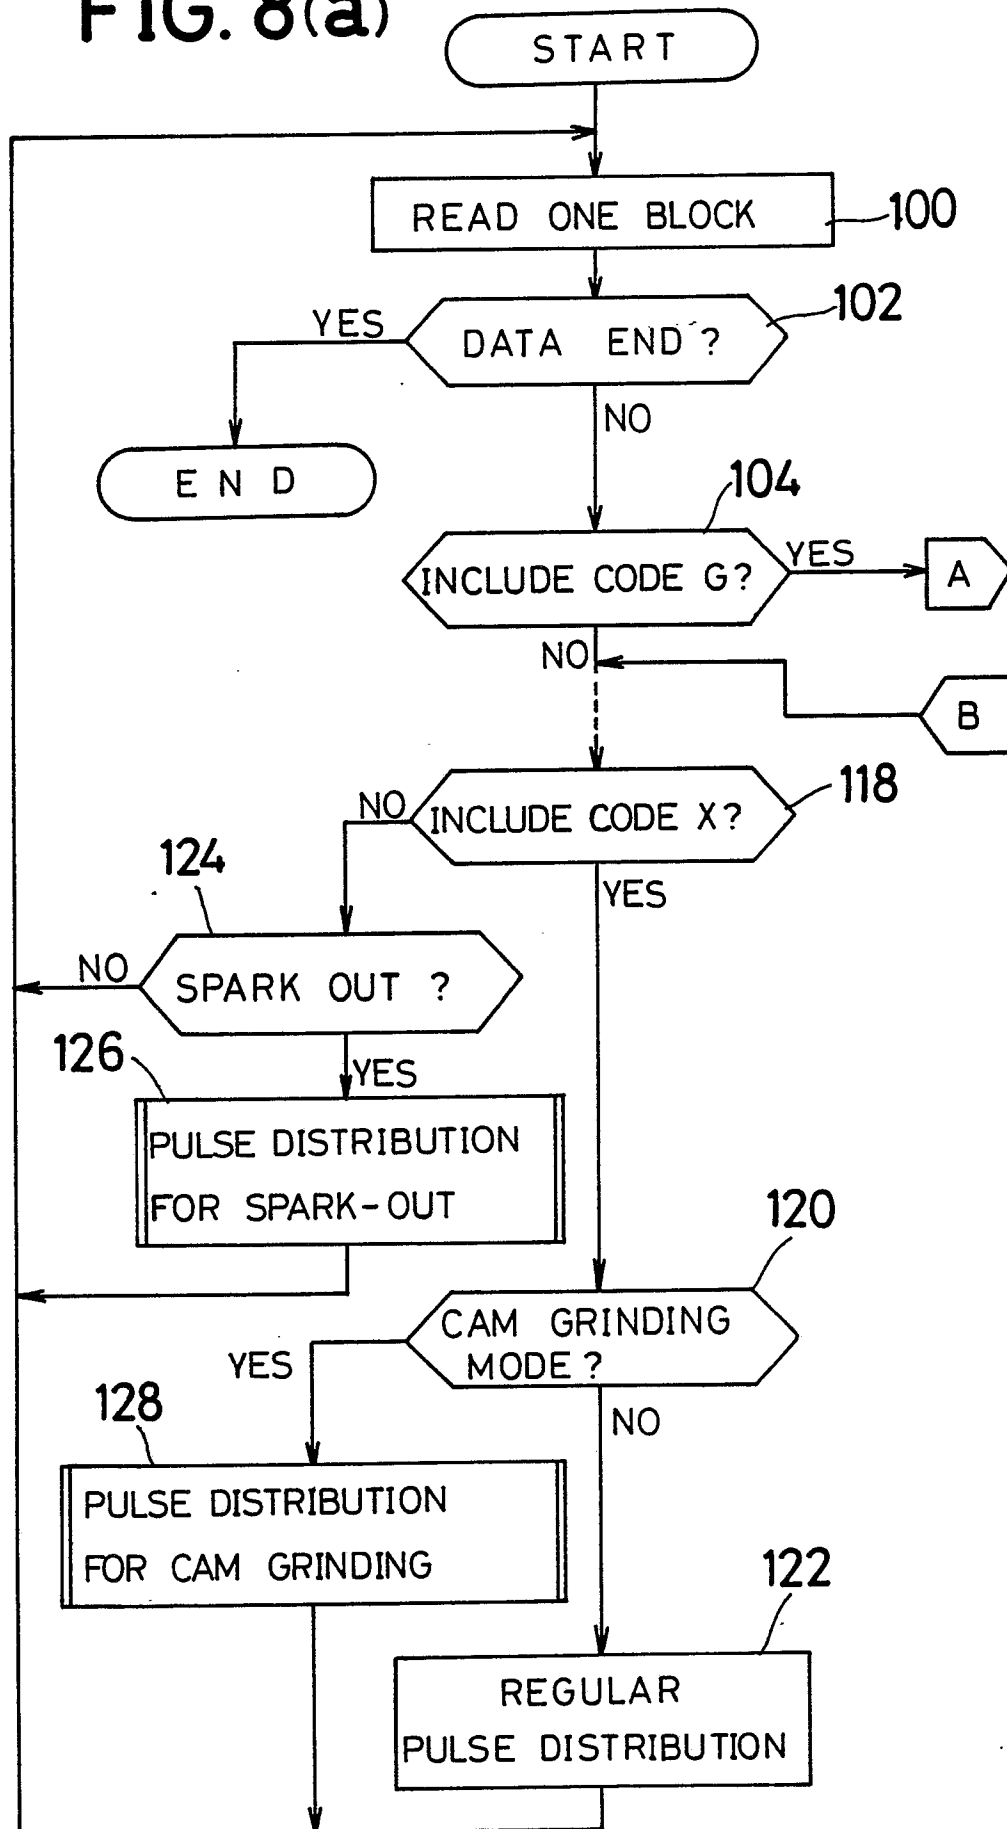 FIG. 8(a)
START
READ ONE BLOCK
100
102
YES
DATA END?
NO
END
104
INCLUDE CODE G?
YES
A
NO
B
118
NO
INCLUDE CODE X?
124
YES
NO
SPARK OUT ?
126
YES
PULSE DISTRIBUTION
FOR SPARK-OUT
120
CAM GRINDING
MODE?
YES
128
NO
PULSE DISTRIBUTION
FOR CAM GRINDING
122
REGULAR
PULSE DISTRIBUTION